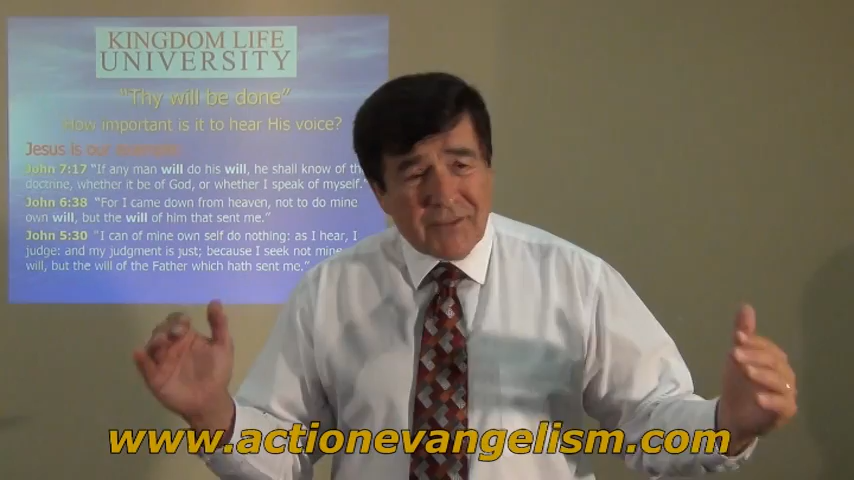 KINGDOM LIFE
UNIVERSITY
"Thy will be done"
How important is it to hear His voice?
Jesus is our example
John 7:17 "If any man will do his will, he shall know of th
doctrine, whether it be of God, or whether I speak of myself."
John 6:38 "For I came down from heaven, not to do mine
own will, but the will of him that sent me."
John 5:30 "I can of mine own self do nothing: as I hear, I
judge: and my judgment is just; because I seek not mine
will, but the will of the Father which hath sent me."
www.actionevangelism.com